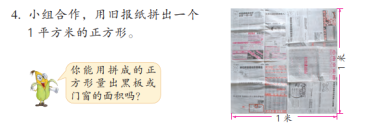 4. 小组合作，用旧报纸拼出一个
1平方米的正方形。
你能用拼成的正
方形量出黑板或
门窗的面积吗？
1米
1米